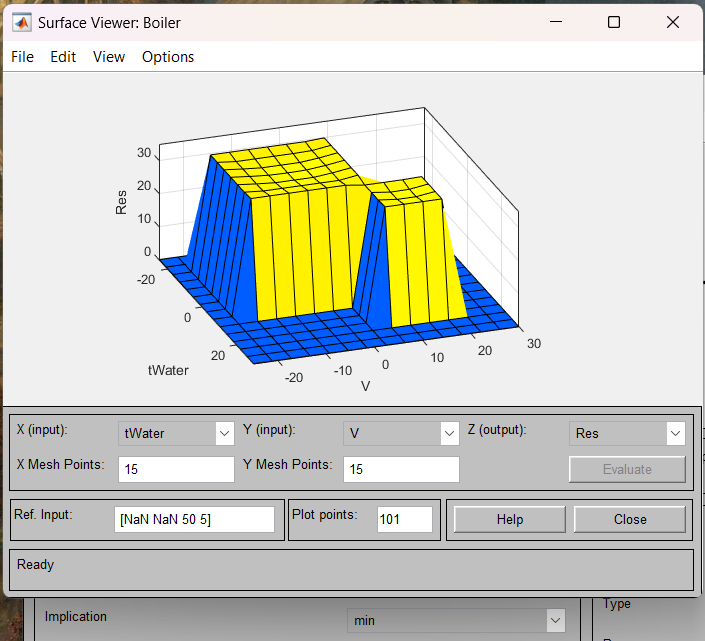 Surface Viewer: Boiler
File Edit View Options
30
20
10
0
Res
-20
0
20
tWater
-20
-10
0
10
20
30
V
X (input): tWater Y (input): V Z (output): Res
X Mesh Points: 15 Y Mesh Points: 15 Evaluate
Ref. Input: [NaN NaN 50 5] Plot points: 101 Help Close
Ready
Type
Implication min